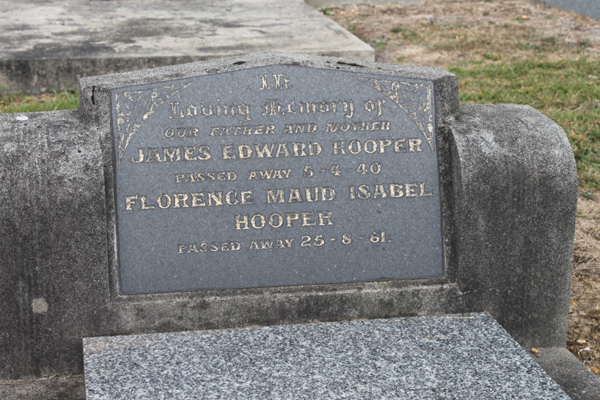 In
Loving Memory of
OUR FATHER AND MOTHER
JAMES EDWARD HOOPER
PASSED AWAY 5-4-40
FLORENCE MAUD ISABEL
HOOPER
PASSED AWAY 25-8-61.